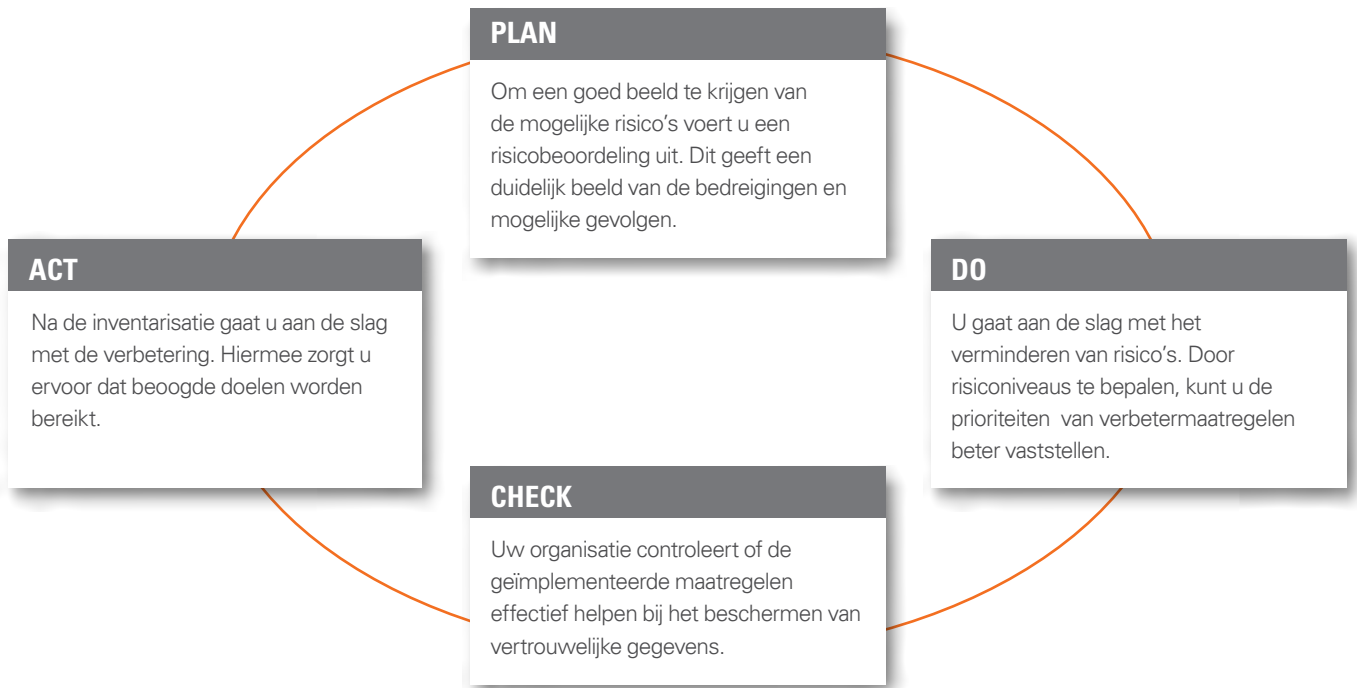 PLAN
Om een goed beeld te krijgen van
de mogelijke risico's voert u een
risicobeoordeling uit. Dit geeft een
duidelijk beeld van de bedreigingen en
mogelijke gevolgen.
DO
U gaat aan de slag met het
verminderen van risico's. Door
risiconiveaus te bepalen, kunt u de
prioriteiten van verbetermaatregelen
beter vaststellen.
CHECK
Uw organisatie controleert of de
geïmplementeerde maatregelen
effectief helpen bij het beschermen van
vertrouwelijke gegevens.
ACT
Na de inventarisatie gaat u aan de slag
met de verbetering. Hiermee zorgt u
ervoor dat beoogde doelen worden
bereikt.